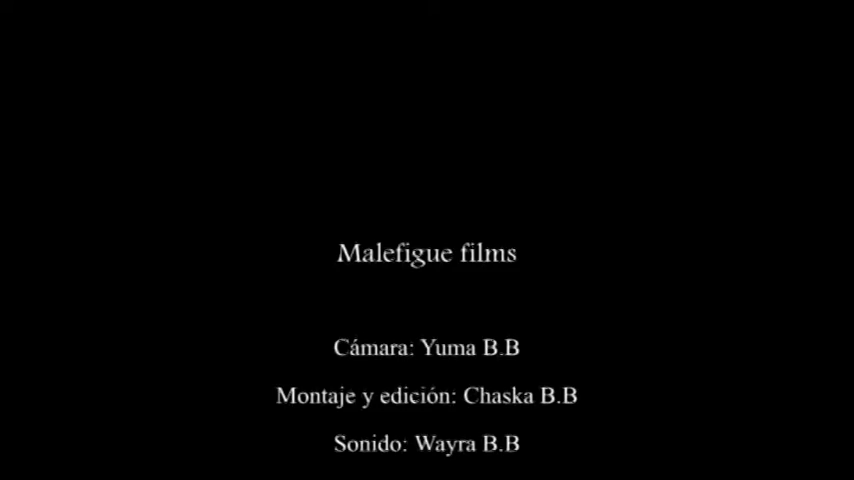 Malefigue films
Cámara: Yuma B.B
Montaje y edición: Chaska B.B
Sonido: Wayra B.B